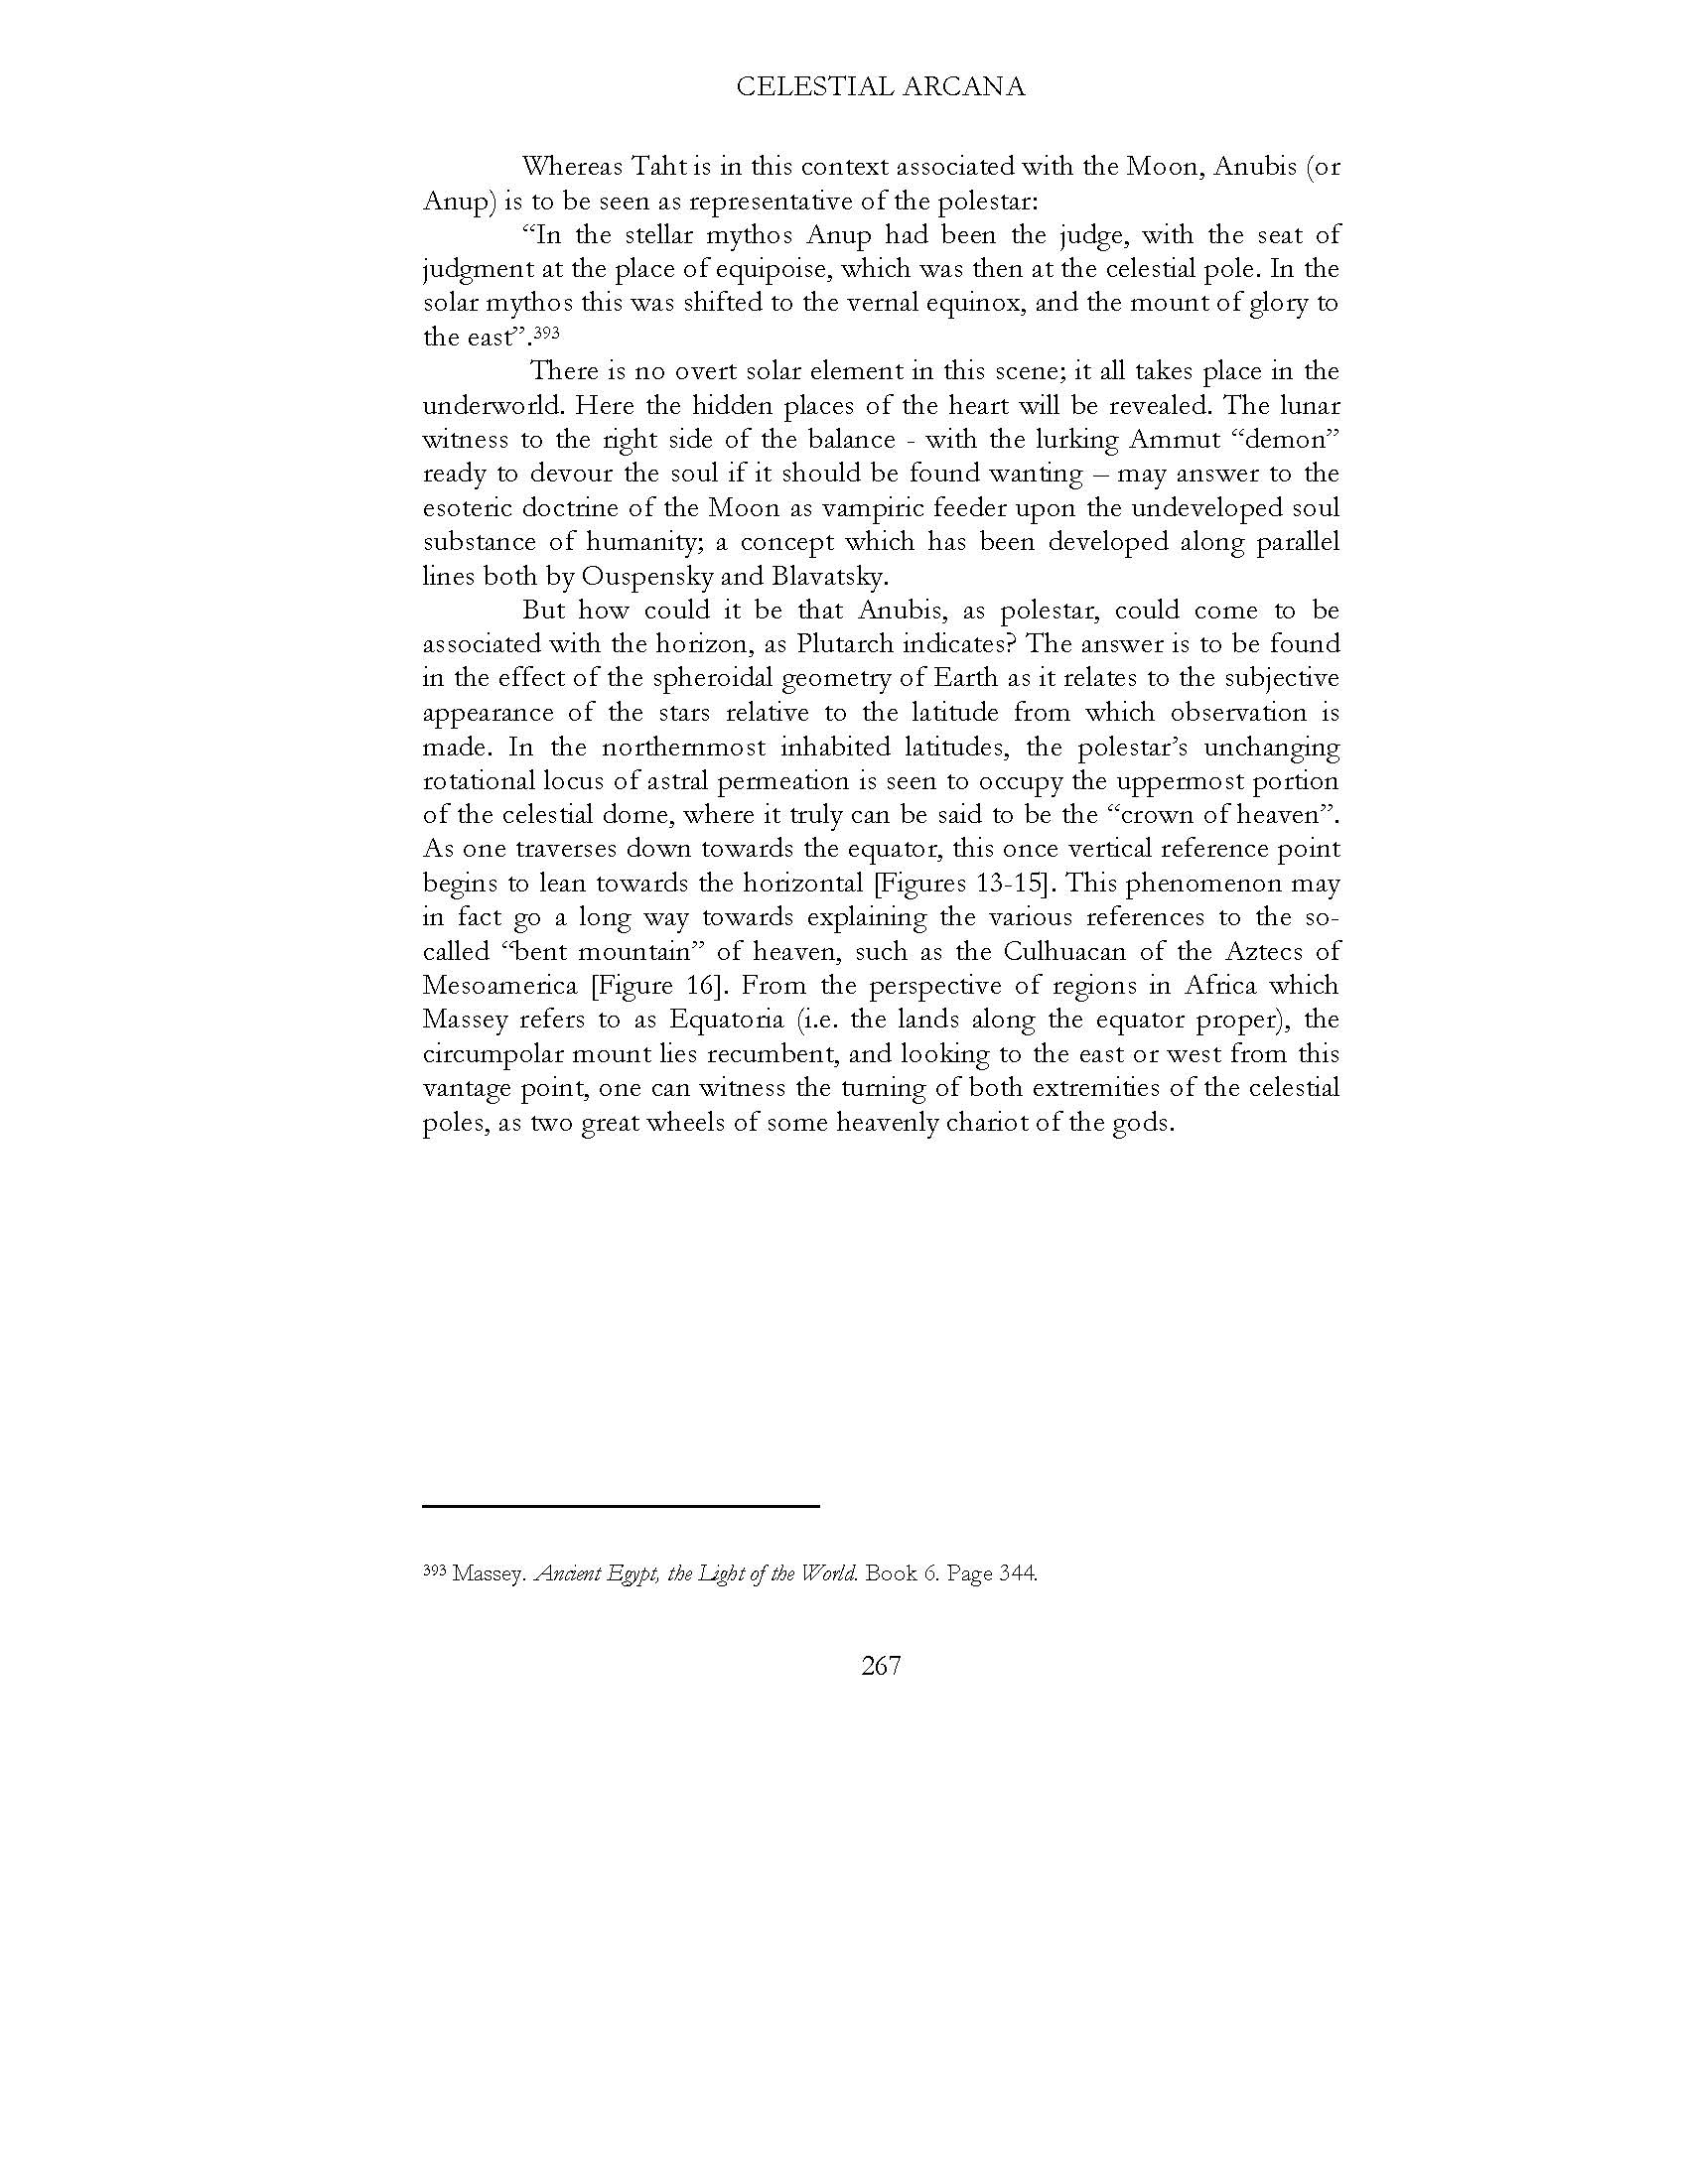 CELESTIAL ARCANA
Whereas Taht is in this context associated with the Moon, Anubis (or
Anup) is to be seen as representative of the polestar:
“In the stellar mythos Anup had been the judge, with the seat of
judgment at the place of equipoise, which was then at the celestial pole. In the
solar mythos this was shifted to the vernal equinox, and the mount of glory to
the east”.³⁹³
There is no overt solar element in this scene; it all takes place in the
underworld. Here the hidden places of the heart will be revealed. The lunar
witness to the right side of the balance - with the lurking Ammut “demon”
ready to devour the soul if it should be found wanting – may answer to the
esoteric doctrine of the Moon as vampiric feeder upon the undeveloped soul
substance of humanity; a concept which has been developed along parallel
lines both by Ouspensky and Blavatsky.
But how could it be that Anubis, as polestar, could come to be
associated with the horizon, as Plutarch indicates? The answer is to be found
in the effect of the spheroidal geometry of Earth as it relates to the subjective
appearance of the stars relative to the latitude from which observation is
made. In the northernmost inhabited latitudes, the polestar’s unchanging
rotational locus of astral permeation is seen to occupy the uppermost portion
of the celestial dome, where it truly can be said to be the “crown of heaven”.
As one traverses down towards the equator, this once vertical reference point
begins to lean towards the horizontal [Figures 13-15]. This phenomenon may
in fact go a long way towards explaining the various references to the so-
called “bent mountain” of heaven, such as the Culhuacan of the Aztecs of
Mesoamerica [Figure 16]. From the perspective of regions in Africa which
Massey refers to as Equatoria (i.e. the lands along the equator proper), the
circumpolar mount lies recumbent, and looking to the east or west from this
vantage point, one can witness the turning of both extremities of the celestial
poles, as two great wheels of some heavenly chariot of the gods.
³⁹³ Massey. Ancient Egypt, the Light of the World. Book 6. Page 344.
267